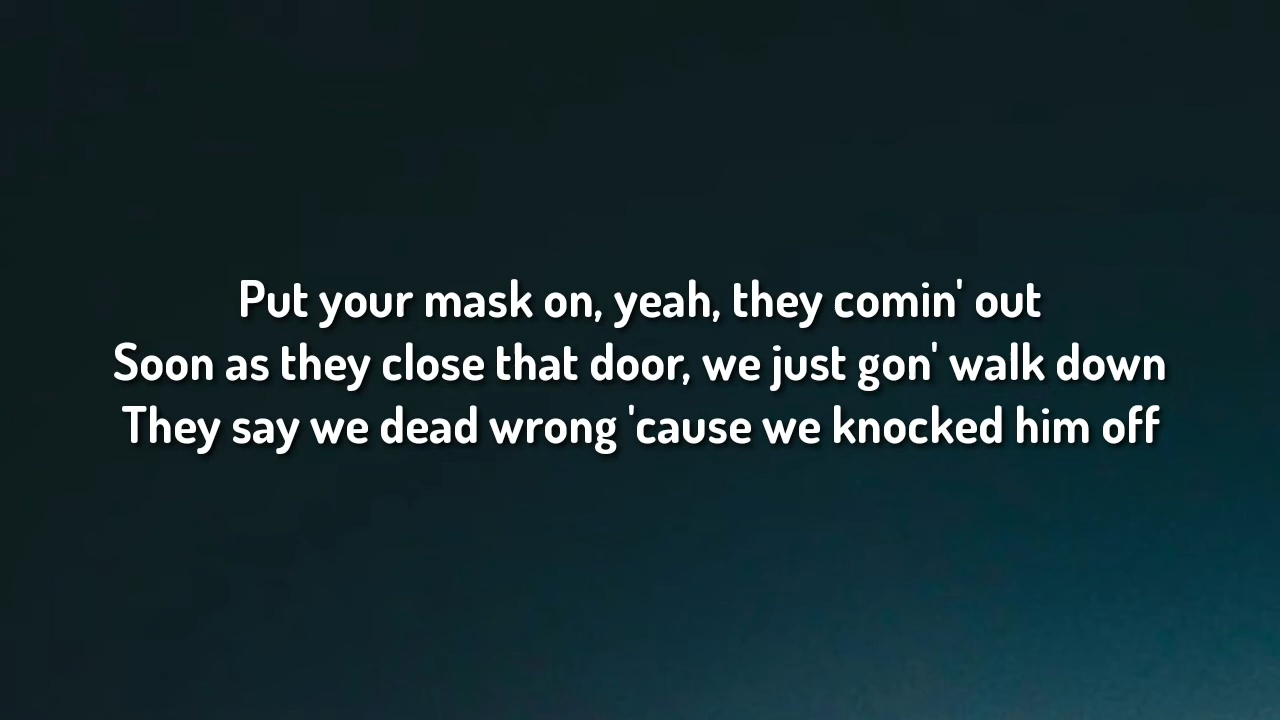 Put your mask on, yeah, they comin' out
Soon as they close that door, we just gon' walk down
They say we dead wrong 'cause we knocked him off